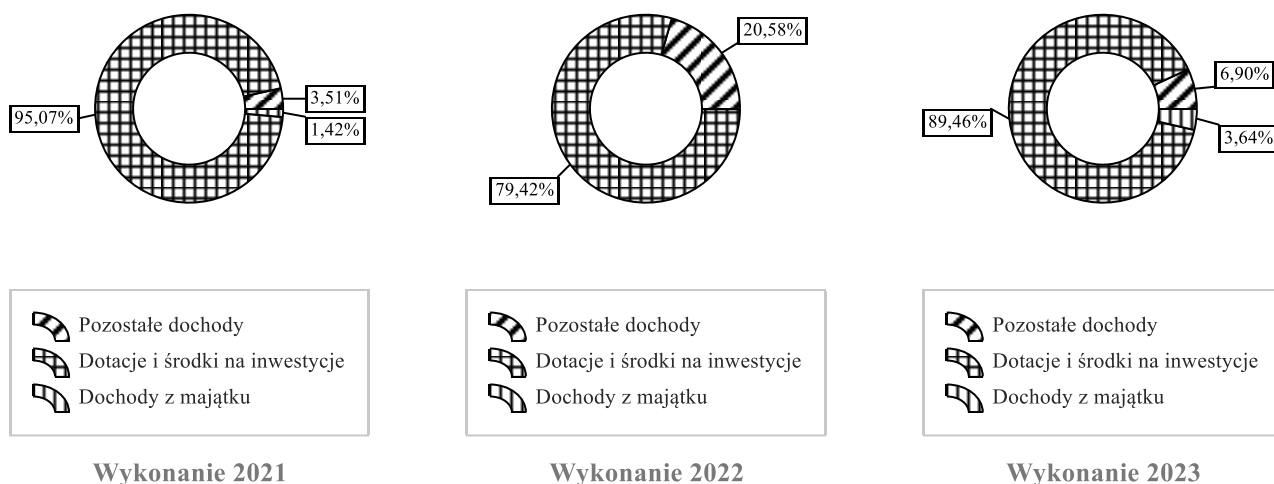 95,07%
3,51%
1,42%
Pozostałe dochody
Dotacje i środki na inwestycje
Dochody z majątku
Wykonanie 2021
20,58%
79,42%
Pozostałe dochody
Dotacje i środki na inwestycje
Dochody z majątku
Wykonanie 2022
89,46%
6,90%
3,64%
Pozostałe dochody
Dotacje i środki na inwestycje
Dochody z majątku
Wykonanie 2023